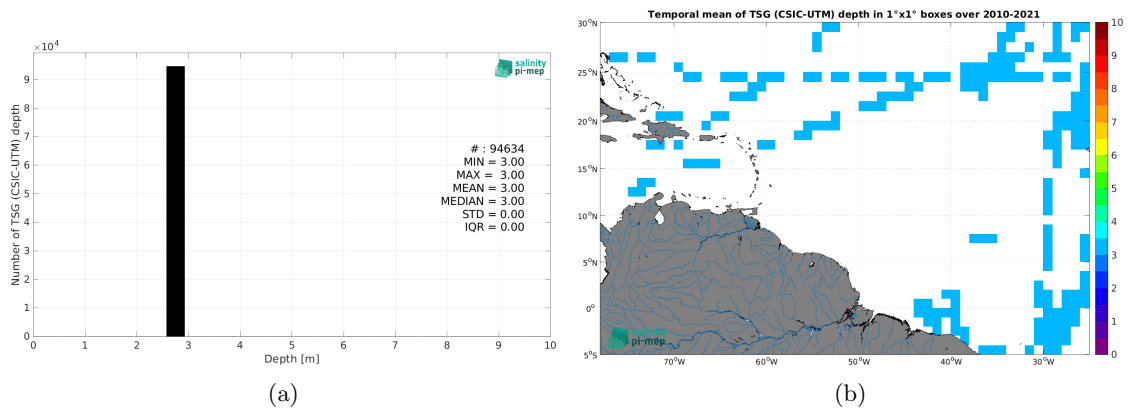 ×10⁴
9
8
7
6
5
4
3
2
1
0
Number of TSG (CSIC-UTM) depth
0 1 2 3 4 5 6 7 8 9 10
Depth [m]
salinity
pi-mep
# : 94634
MIN = 3.00
MAX = 3.00
MEAN = 3.00
MEDIAN = 3.00
STD = 0.00
IQR = 0.00
(a)
Temporal mean of TSG (CSIC-UTM) depth in 1°x1° boxes over 2010-2021
30°N
25°N
20°N
15°N
10°N
5°N
0°
5°S
70°W 60°W 50°W 40°W 30°W
salinity
pi-mep
10
9
8
7
6
5
4
3
2
1
0
(b)